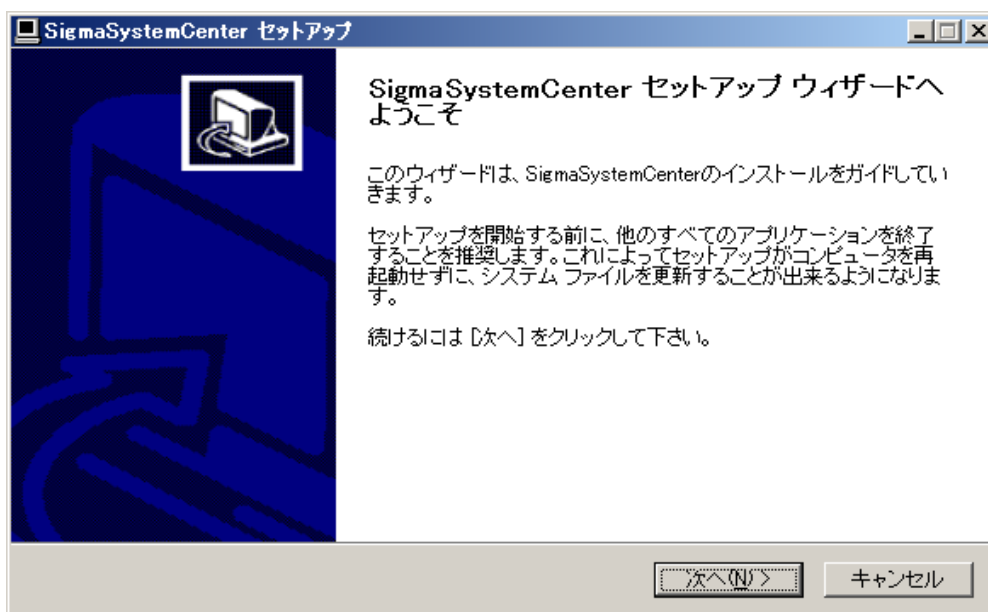 SigmaSystemCenter セットアップ
SigmaSystemCenter セットアップ ウィザードへ
ようこそ
このウィザードは、SigmaSystemCenterのインストールをガイドしてい
きます。
セットアップを開始する前に、他のすべてのアプリケーションを終了
することを推奨します。これによってセットアップがコンピュータを再
起動せずに、システム ファイルを更新することが出来るようになりま
す。
続けるには [次へ] をクリックして下さい。
次へ(N) >
キャンセル